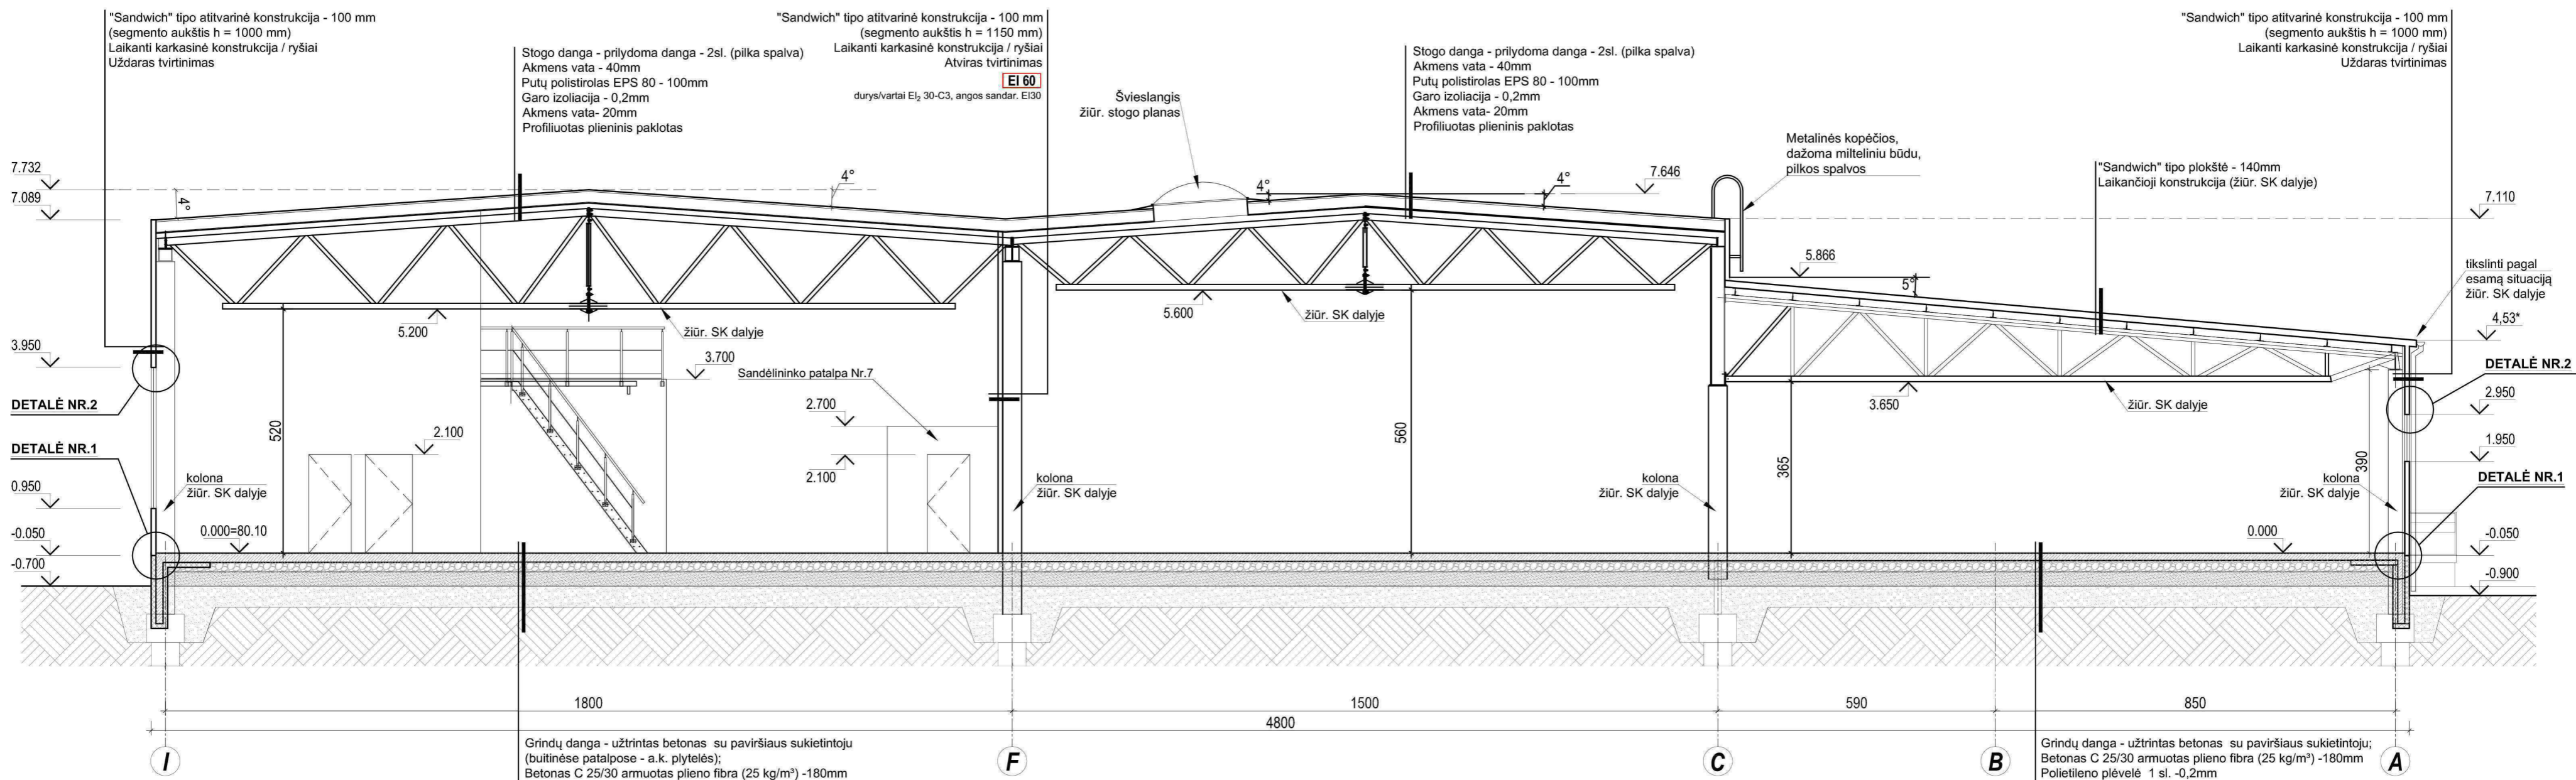 "Sandwich" tipo atitvarinė konstrukcija - 100 mm
(segmento aukštis h = 1000 mm)
Laikanti karkasinė konstrukcija / ryšiai
Uždaras tvirtinimas
Stogo danga - prilydoma danga - 2sl. (pilka spalva)
Akmens vata - 40mm
Putų polistirolas EPS 80 - 100mm
Garo izoliacija - 0,2mm
Akmens vata- 20mm
Profiliuotas plieninis paklotas
"Sandwich" tipo atitvarinė konstrukcija - 100 mm
(segmento aukštis h = 1150 mm)
Laikanti karkasinė konstrukcija / ryšiai
Atviras tvirtinimas
EI 60
durys/vartai EI₂ 30-C3, angos sandar. EI30
Švieslangis
žiūr. stogo planas
Stogo danga - prilydoma danga - 2sl. (pilka spalva)
Akmens vata - 40mm
Putų polistirolas EPS 80 - 100mm
Garo izoliacija - 0,2mm
Akmens vata- 20mm
Profiliuotas plieninis paklotas
Metalinės kopėčios,
dažoma milteliniu būdu,
pilkos spalvos
"Sandwich" tipo plokštė - 140mm
Laikančioji konstrukcija (žiūr. SK dalyje)
"Sandwich" tipo atitvarinė konstrukcija - 100 mm
(segmento aukštis h = 1000 mm)
Laikanti karkasinė konstrukcija / ryšiai
Uždaras tvirtinimas
7.732
7.089
4°
4°
4°
4°
7.646
7.110
5.866
5°
tikslinti pagal
esamą situaciją
žiūr. SK dalyje
4,53*
5.200
žiūr. SK dalyje
5.600
žiūr. SK dalyje
3.650
žiūr. SK dalyje
3.950
DETALĖ NR.2
DETALĖ NR.1
0.950
-0.050
-0.700
kolona
žiūr. SK dalyje
0.000=80.10
520
2.100
3.700
Sandėlininko patalpa Nr.7
2.700
2.100
kolona
žiūr. SK dalyje
560
kolona
žiūr. SK dalyje
365
390
kolona
žiūr. SK dalyje
0.000
DETALĖ NR.2
2.950
1.950
DETALĖ NR.1
-0.050
-0.900
1800
1500
590
850
4800
I
F
C
B
A
Grindų danga - užtrintas betonas su paviršiaus sukietintoju
(buitinėse patalpose - a.k. plytelės);
Betonas C 25/30 armuotas plieno fibra (25 kg/m³) -180mm
Grindų danga - užtrintas betonas su paviršiaus sukietintoju;
Betonas C 25/30 armuotas plieno fibra (25 kg/m³) -180mm
Polietileno plėvelė 1 sl. -0,2mm